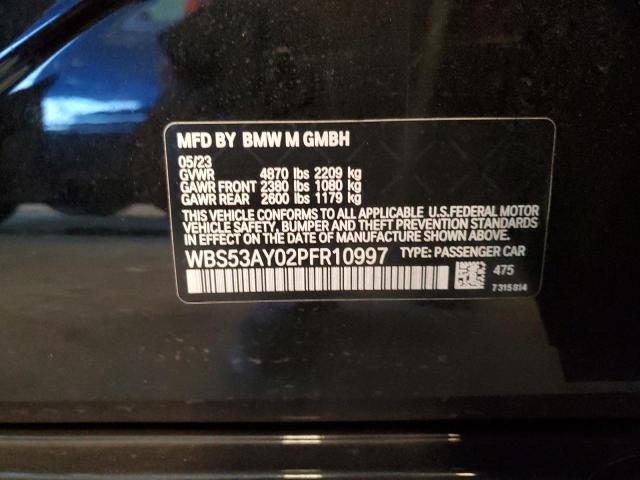 MFD BY BMW M GMBH
05/23
GVWR 4870 lbs 2209 kg
GAWR FRONT 2380 lbs 1080 kg
GAWR REAR 2600 lbs 1179 kg
THIS VEHICLE CONFORMS TO ALL APPLICABLE U.S.FEDERAL MOTOR
VEHICLE SAFETY, BUMPER AND THEFT PREVENTION STANDARDS
IN EFFECT ON THE DATE OF MANUFACTURE SHOWN ABOVE.
WBS53AY02PFR10997 TYPE: PASSENGER CAR
475
7315814